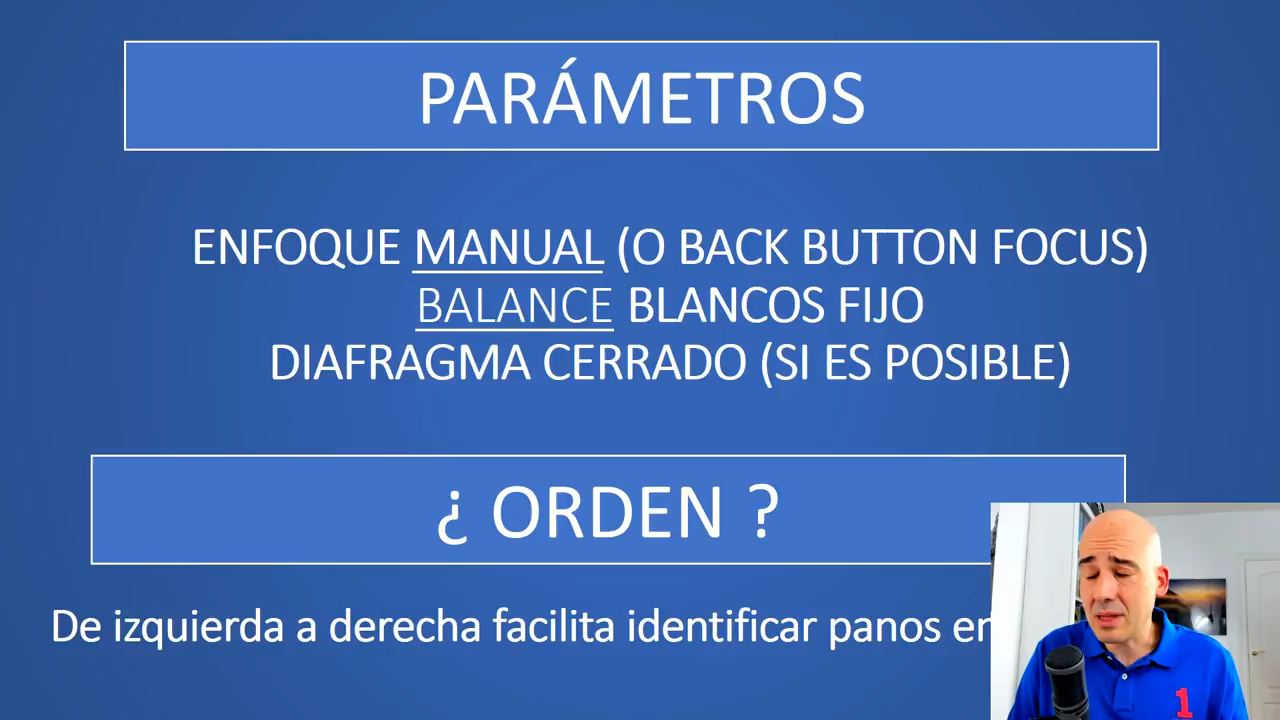 PARÁMETROS
ENFOQUE MANUAL (O BACK BUTTON FOCUS)
BALANCE BLANCOS FIJO
DIAFRAGMA CERRADO (SI ES POSIBLE)
¿ ORDEN ?
De izquierda a derecha facilita identificar panos en
1